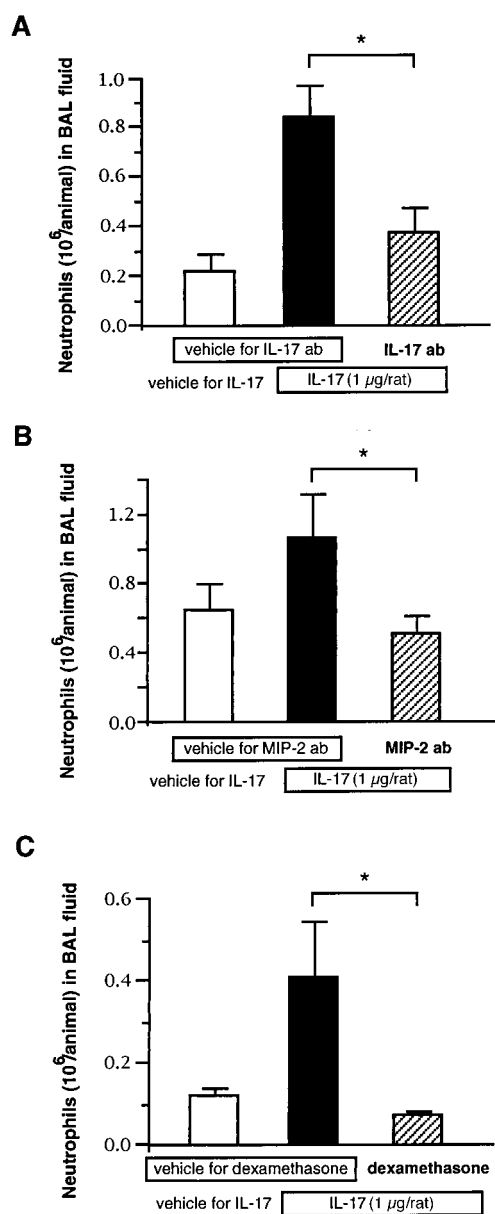 A
*
Neutrophils (10⁶/animal) in BAL fluid
1.0
0.8
0.6
0.4
0.2
0.0
vehicle for IL-17 ab IL-17 ab
vehicle for IL-17 IL-17 (1 µg/rat)
B
*
Neutrophils (10⁶/animal) in BAL fluid
1.2
0.8
0.4
0.0
vehicle for MIP-2 ab MIP-2 ab
vehicle for IL-17 IL-17 (1 µg/rat)
C
*
Neutrophils (10⁶/animal) in BAL fluid
0.6
0.4
0.2
0.0
vehicle for dexamethasone dexamethasone
vehicle for IL-17 IL-17 (1 µg/rat)